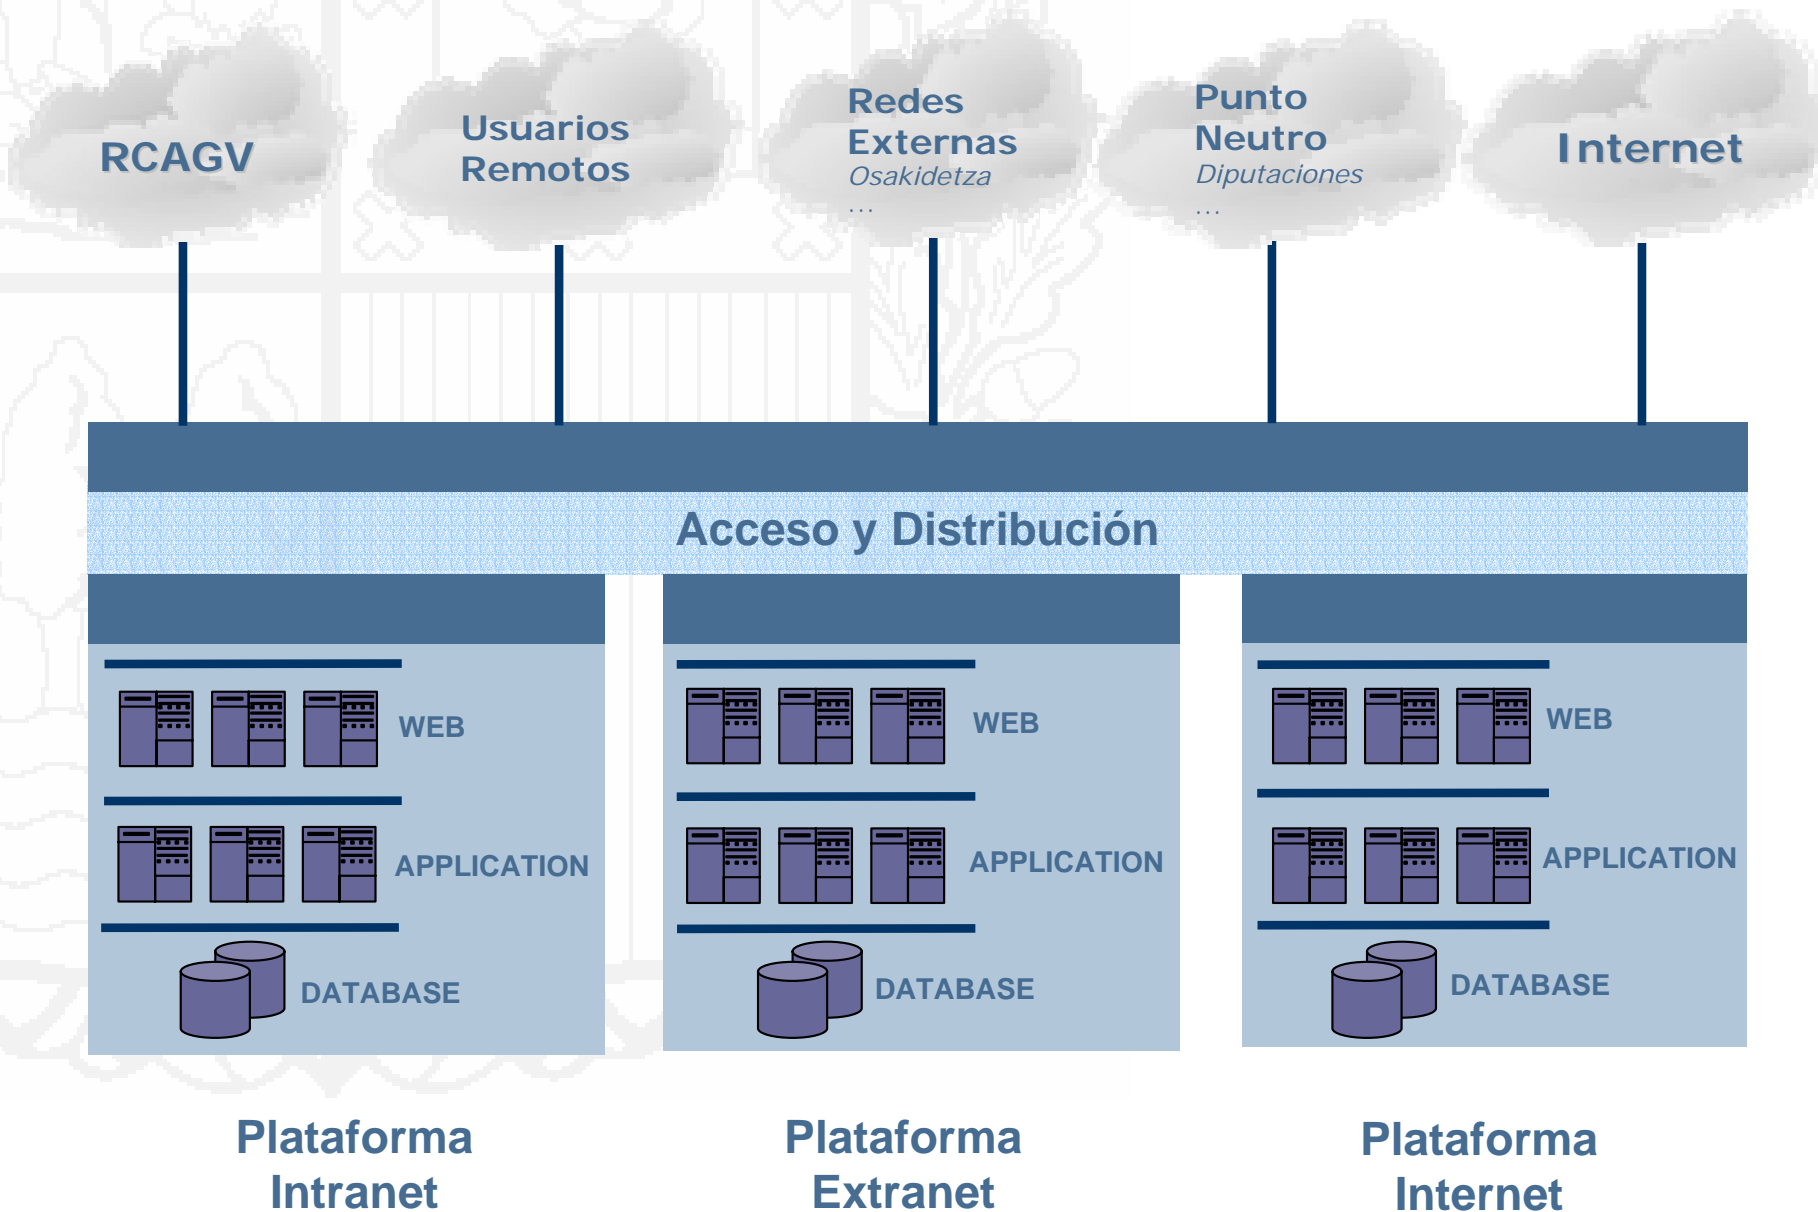 RCAGV
Usuarios
Remotos
Redes
Externas
Osakidetza
...
Punto
Neutro
Diputaciones
...
Internet
Acceso y Distribución
WEB
APPLICATION
DATABASE
WEB
APPLICATION
DATABASE
WEB
APPLICATION
DATABASE
Plataforma
Intranet
Plataforma
Extranet
Plataforma
Internet